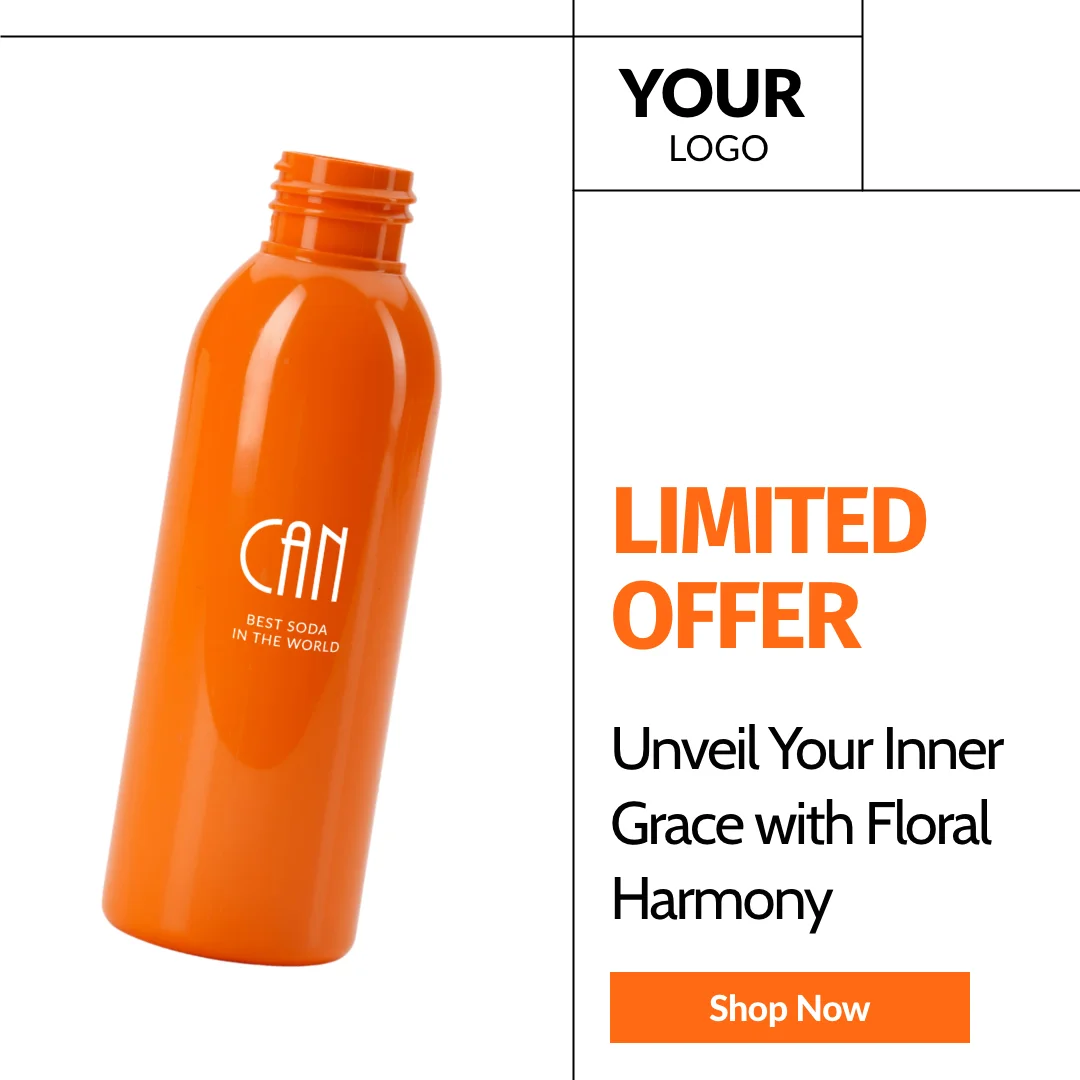 YOUR
LOGO
CAN
BEST SODA
IN THE WORLD
LIMITED
OFFER
Unveil Your Inner
Grace with Floral
Harmony
Shop Now